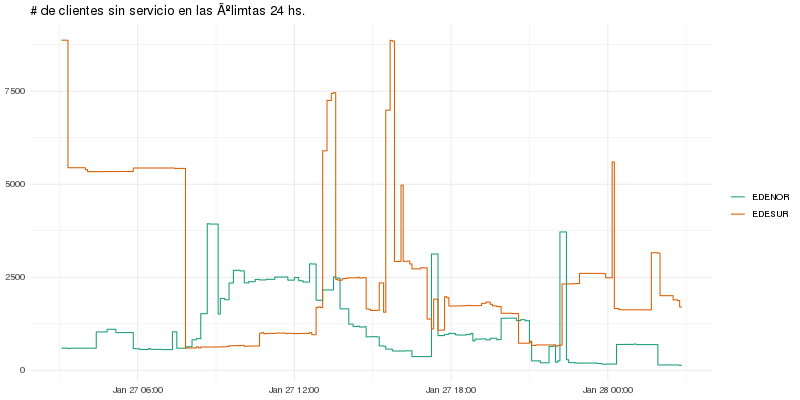 # de clientes sin servicio en las Ãºlimtas 24 hs.
7500
5000
2500
0
Jan 27 06:00
Jan 27 12:00
Jan 27 18:00
Jan 28 00:00
EDENOR
EDESUR